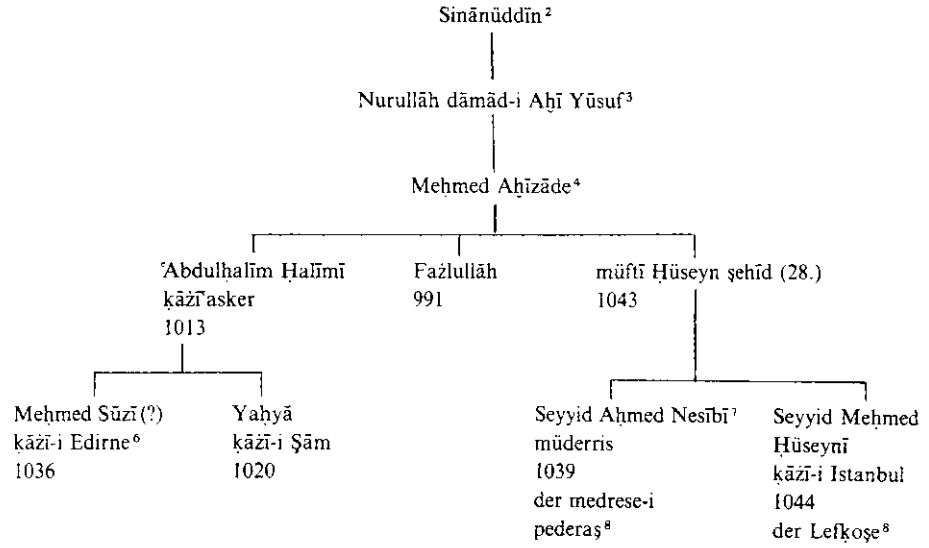 Sinānüddīn²
Nurullāh dāmād-i Aḫī Yūsuf³
Meḥmed Aḫīzāde⁴
ʿAbdulḥalīm Ḥalīmī
ḳāżīʿasker
1013
Fażlullāh
991
müftī Ḥüseyn şehīd (28.)
1043
Meḥmed Sūzī(?)
ḳāżī-i Edirne⁶
1036
Yaḥyā
ḳāżī-i Şām
1020
Seyyid Aḥmed Nesībī⁷
müderris
1039
der medrese-i
pederaş⁸
Seyyid Meḥmed
Ḥüseynī
ḳāżī-i Istanbul
1044
der Lefḳoşe⁸